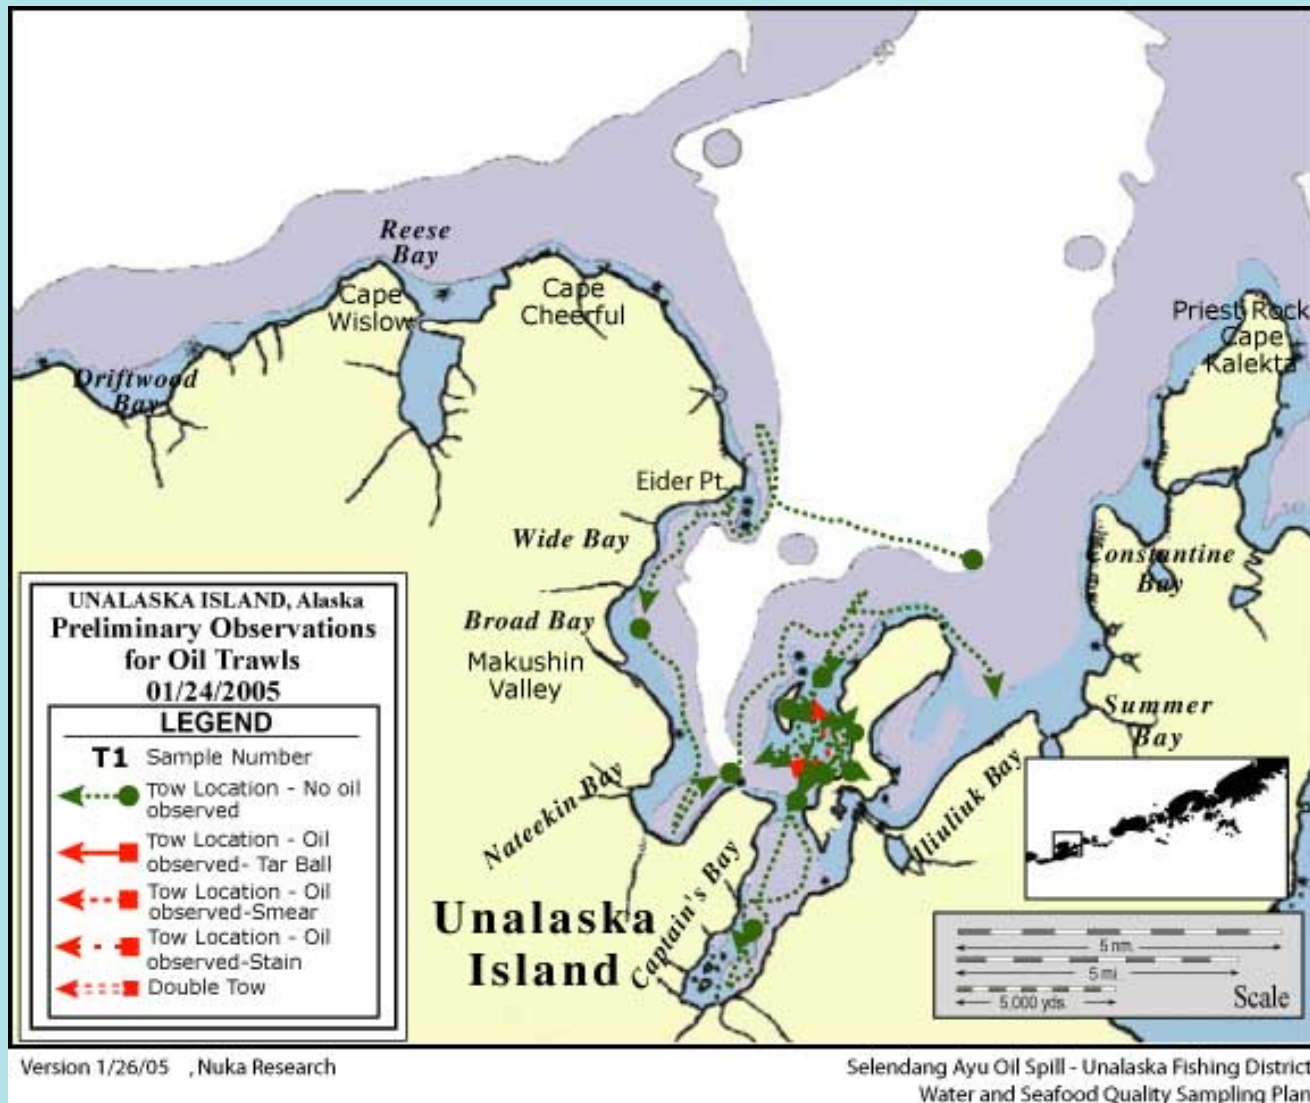 Reese
Bay
Cape
Wislow
Cape
Cheerful
Priest Rock
Cape
Kalekta
Driftwood
Bay
Eider Pt.
Wide Bay
Constantine
Bay
Broad Bay
Makushin
Valley
Summer
Bay
Nateekin Bay
Iliuliuk Bay
Captain's Bay
Unalaska
Island
UNALASKA ISLAND, Alaska
Preliminary Observations
for Oil Trawls
01/24/2005
LEGEND
T1 Sample Number
Tow Location - No oil
observed
Tow Location - Oil
observed- Tar Ball
Tow Location - Oil
observed-Smear
Tow Location - Oil
observed-Stain
Double Tow
5 nm.
5 mi.
5,000 yds.
Scale
Version 1/26/05 , Nuka Research
Selendang Ayu Oil Spill - Unalaska Fishing District
Water and Seafood Quality Sampling Plan